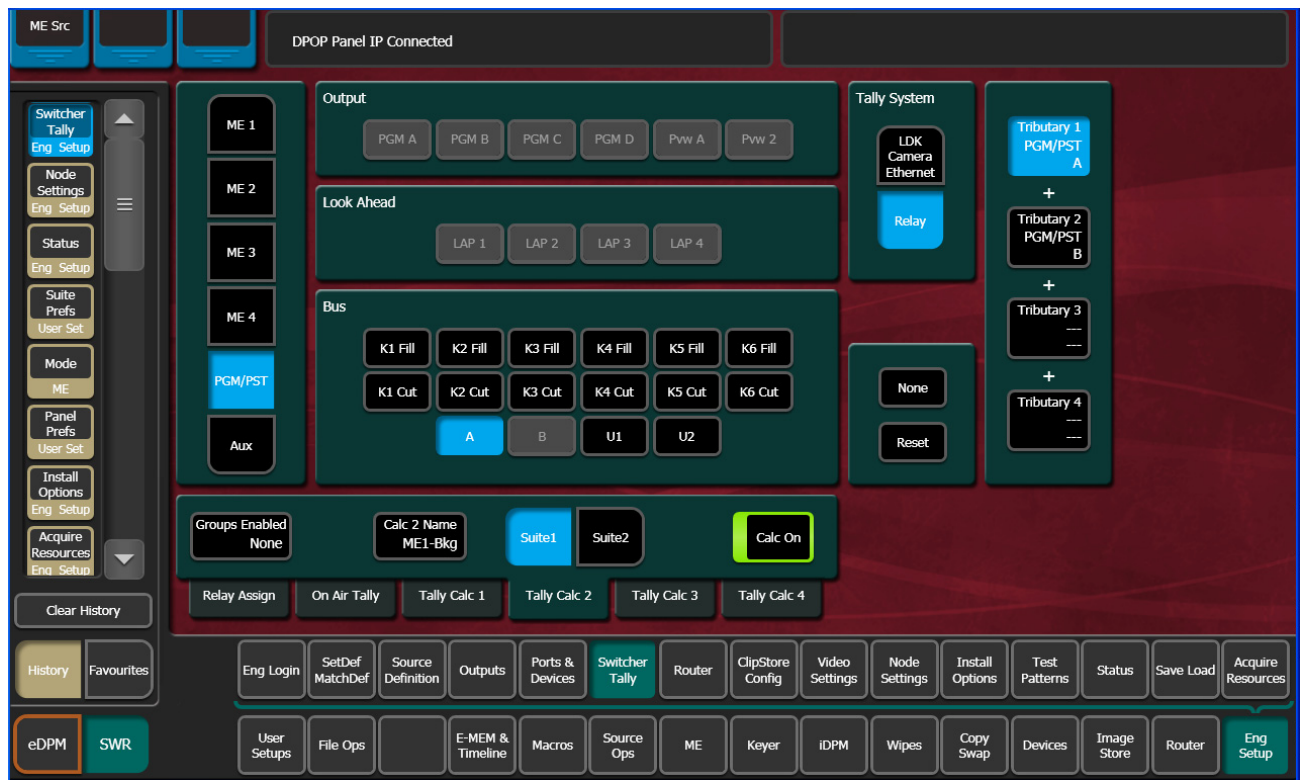 ME Src
DPOP Panel IP Connected
Switcher
Tally
Eng Setup
Node
Settings
Eng Setup
Status
Eng Setup
Suite
Prefs
User Set
Mode
ME
Panel
Prefs
User Set
Install
Options
Eng Setup
Acquire
Resources
Eng Setup
Clear History
History
Favourites
eDPM
SWR
ME 1
ME 2
ME 3
ME 4
PGM/PST
Aux
Output
PGM A
PGM B
PGM C
PGM D
Pvw A
Pvw 2
Look Ahead
LAP 1
LAP 2
LAP 3
LAP 4
Bus
K1 Fill
K2 Fill
K3 Fill
K4 Fill
K5 Fill
K6 Fill
K1 Cut
K2 Cut
K3 Cut
K4 Cut
K5 Cut
K6 Cut
A
B
U1
U2
Tally System
LDK
Camera
Ethernet
Relay
None
Reset
Tributary 1
PGM/PST
A
+
Tributary 2
PGM/PST
B
+
Tributary 3
---
---
+
Tributary 4
---
---
Groups Enabled
None
Calc 2 Name
ME1-Bkg
Suite1
Suite2
Calc On
Relay Assign
On Air Tally
Tally Calc 1
Tally Calc 2
Tally Calc 3
Tally Calc 4
Eng Login
SetDef
MatchDef
Source
Definition
Outputs
Ports &
Devices
Switcher
Tally
Router
ClipStore
Config
Video
Settings
Node
Settings
Install
Options
Test
Patterns
Status
Save Load
Acquire
Resources
User
Setups
File Ops
E-MEM &
Timeline
Macros
Source
Ops
ME
Keyer
iDPM
Wipes
Copy
Swap
Devices
Image
Store
Router
Eng
Setup